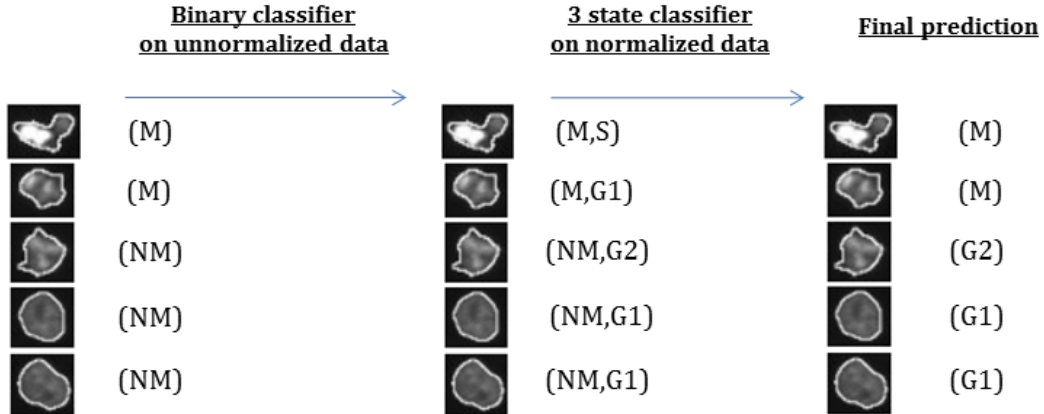 Binary classifier
on unnormalized data
3 state classifier
on normalized data
Final prediction
(M)
(M,S)
(M)
(M)
(M,G1)
(M)
(NM)
(NM,G2)
(G2)
(NM)
(NM,G1)
(G1)
(NM)
(NM,G1)
(G1)